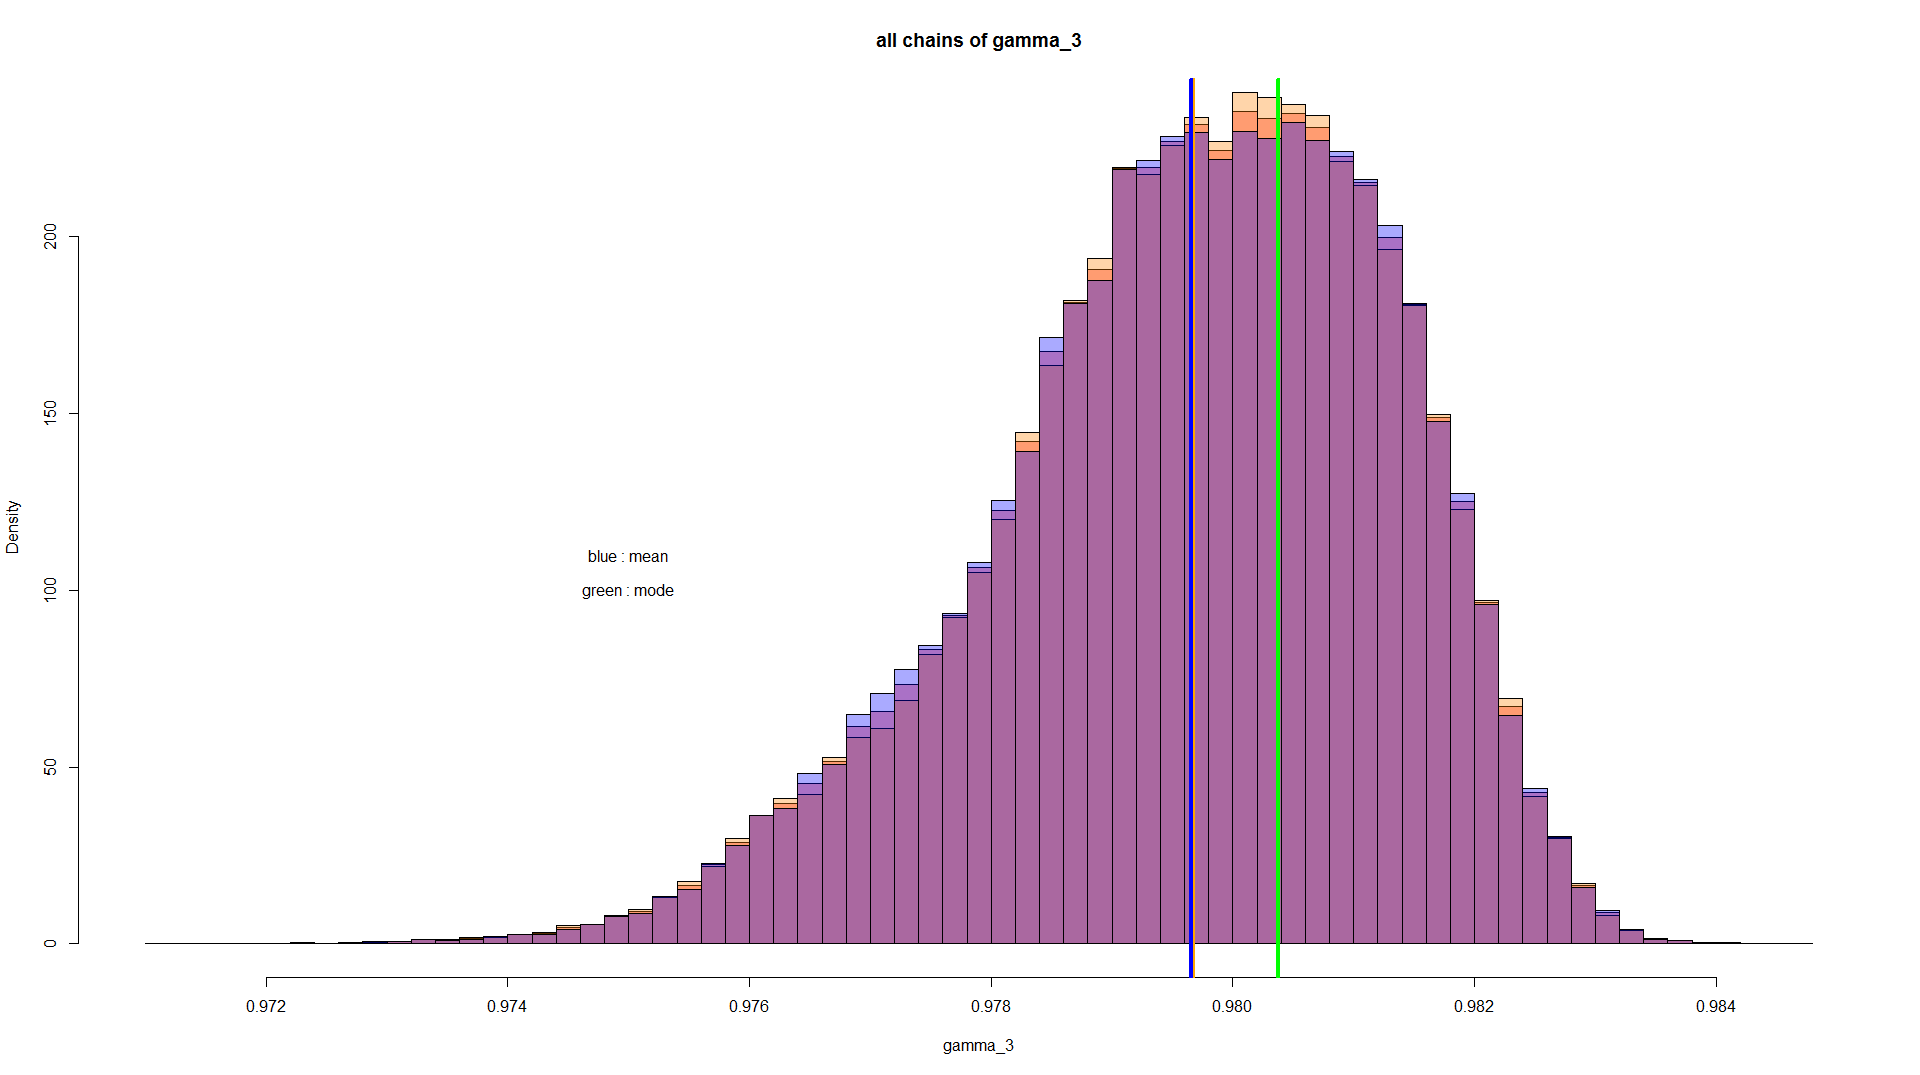 all chains of gamma_3
Density
200
150
100
50
0
blue : mean
green : mode
0.972 0.974 0.976 0.978 0.980 0.982 0.984
gamma_3